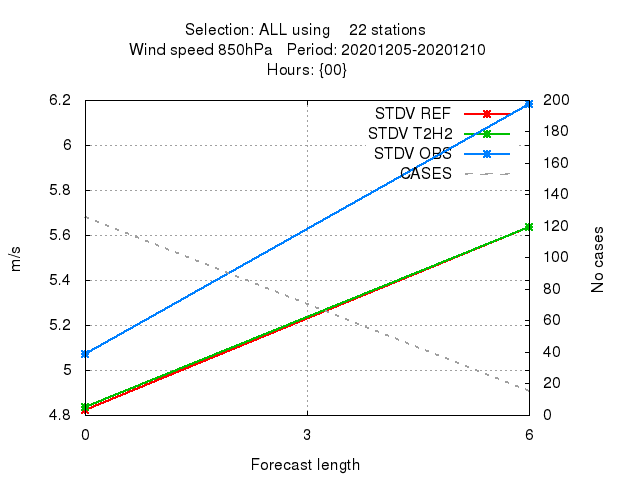 Selection: ALL using    22 stations
Wind speed 850hPa   Period: 20201205-20201210
Hours: {00}
6.2
6
5.8
5.6
5.4
5.2
5
4.8
m/s
STDV REF
STDV T2H2
STDV OBS
CASES
200
180
160
140
120
100
80
60
40
20
0
No cases
0 3 6
Forecast length